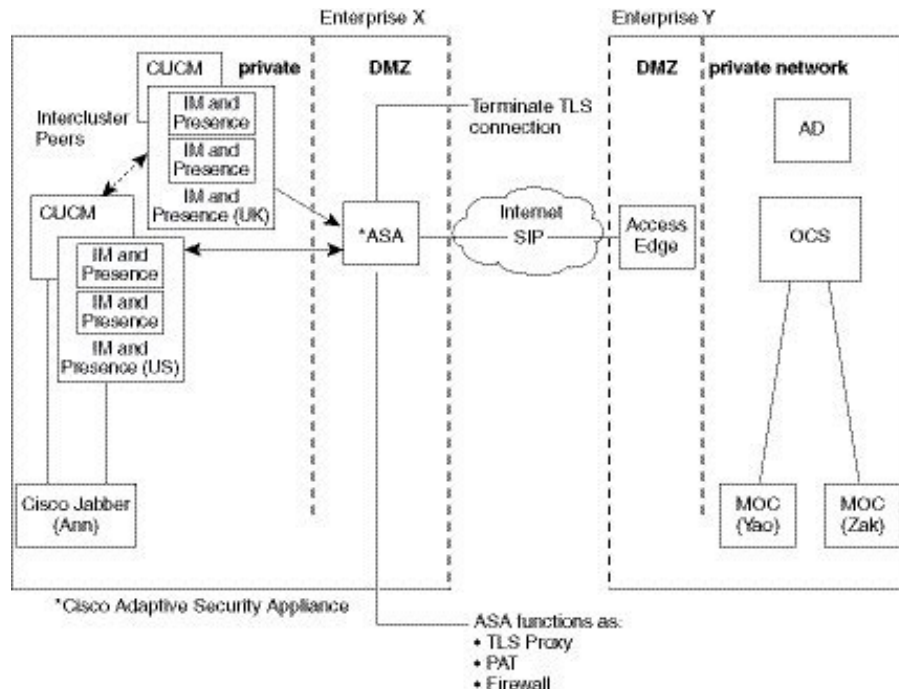 Enterprise X
Enterprise Y
CUCM
private
DMZ
DMZ
private network
IM and
Presence
IM and
Presence
IM and
Presence (UK)
Intercluster
Peers
Terminate TLS
connection
AD
CUCM
IM and
Presence
IM and
Presence
IM and
Presence (US)
*ASA
Internet
SIP
Access
Edge
OCS
Cisco Jabber
(Ann)
MOC
(Yao)
MOC
(Zak)
*Cisco Adaptive Security Appliance
ASA functions as:
• TLS Proxy
• PAT
• Firewall